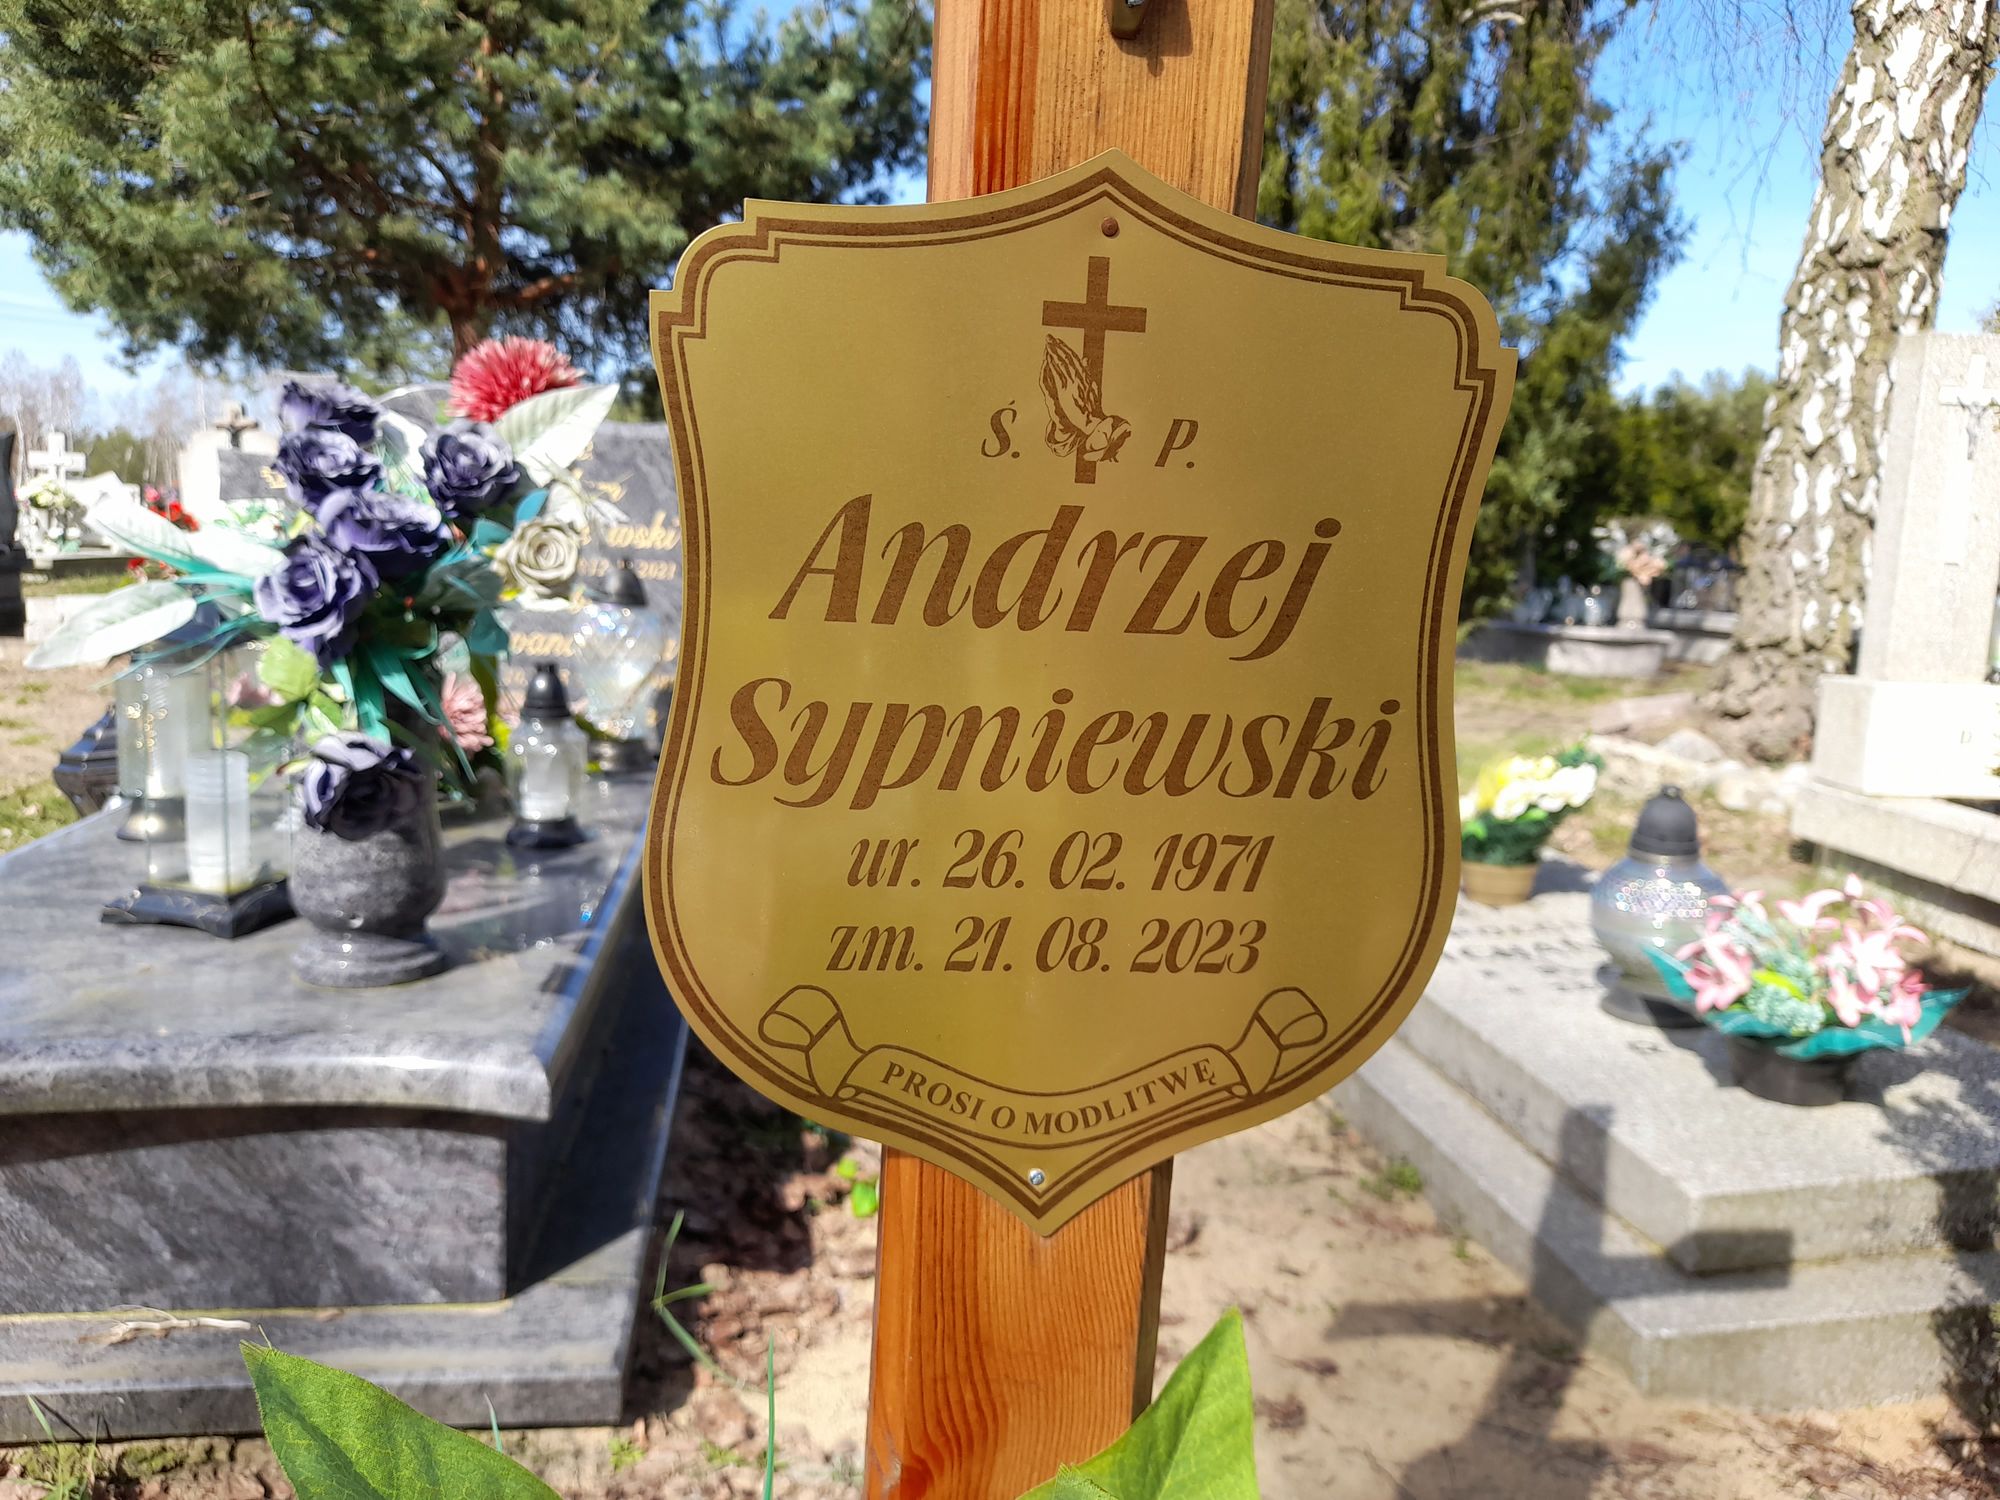 Ś. P.
Andrzej
Sypniewski
ur. 26. 02. 1971
zm. 21. 08. 2023
PROSI O MODLITWĘ